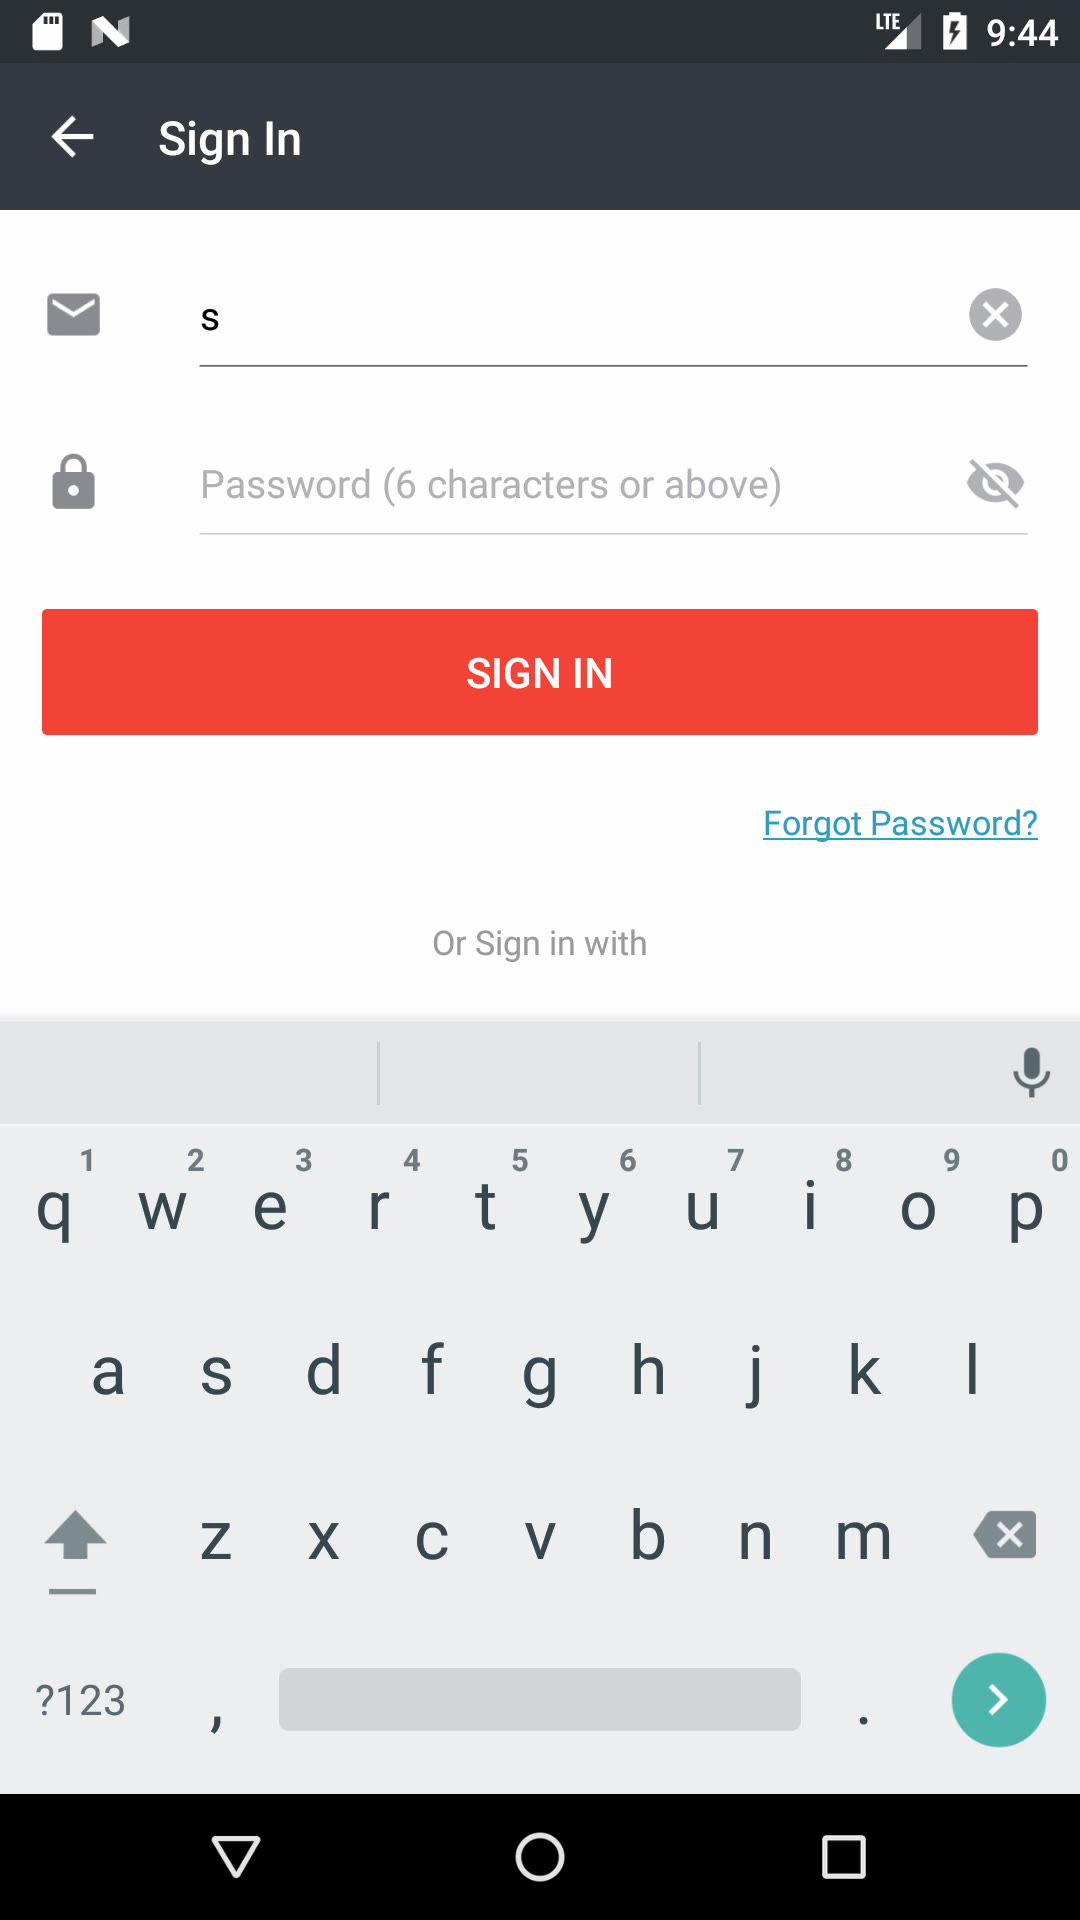 LTE 9:44
Sign In
s
Password (6 characters or above)
SIGN IN
Forgot Password?
Or Sign in with
1 2 3 4 5 6 7 8 9 0
q w e r t y u i o p
a s d f g h j k l
z x c v b n m
?123 , .